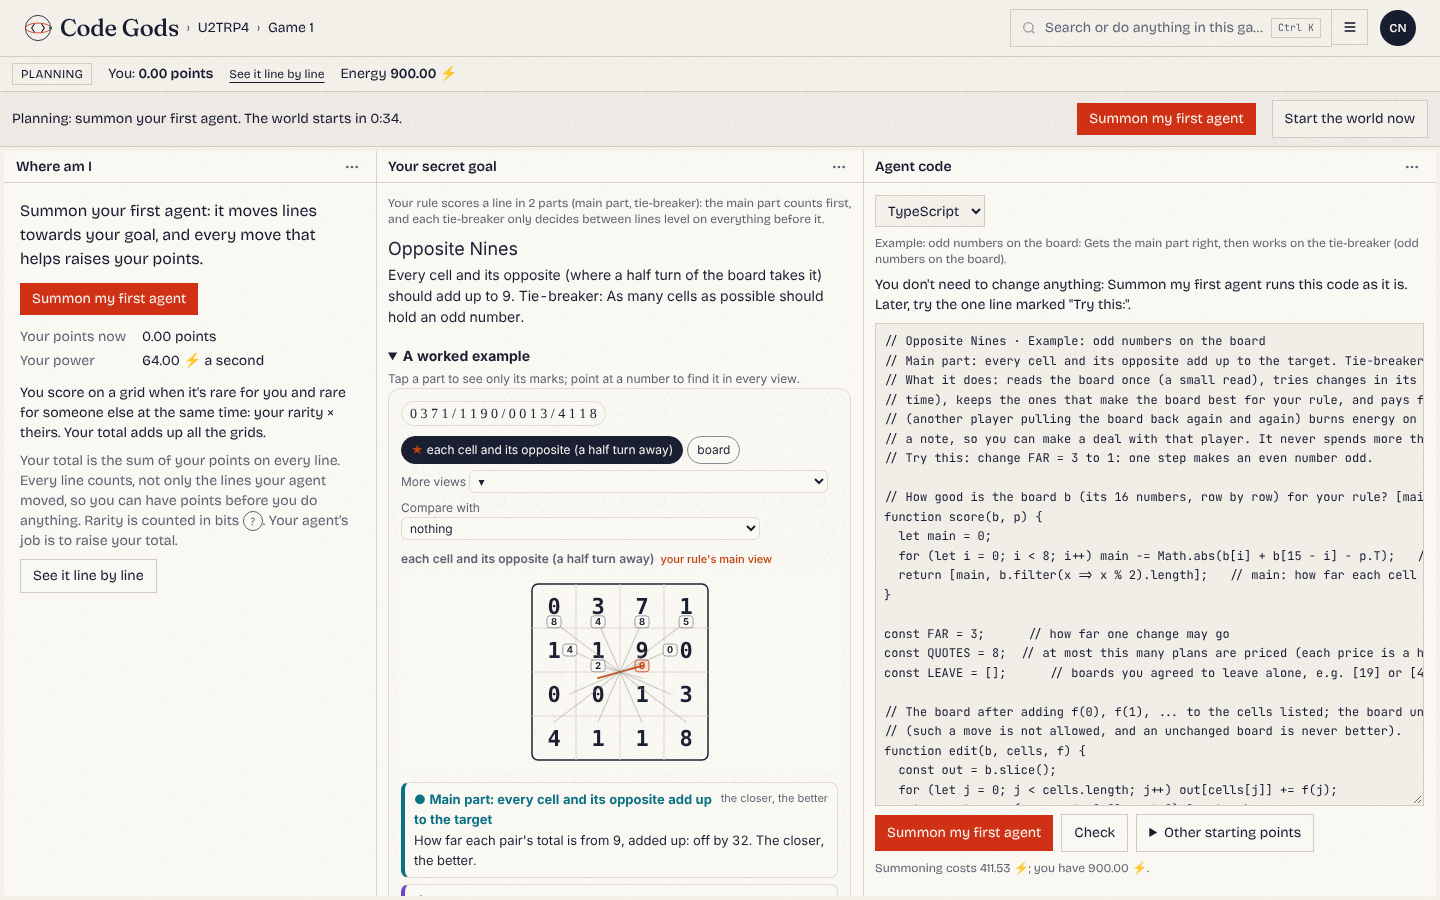 Code Gods › U2TRP4 › Game 1
Search or do anything in this ga... Ctrl K ☰ CN
PLANNING You: 0.00 points See it line by line Energy 900.00 ⚡
Planning: summon your first agent. The world starts in 0:34. Summon my first agent Start the world now
Where am I ···
Summon your first agent: it moves lines
towards your goal, and every move that
helps raises your points.
Summon my first agent
Your points now 0.00 points
Your power 64.00 ⚡ a second
You score on a grid when it's rare for you and rare
for someone else at the same time: your rarity ×
theirs. Your total adds up all the grids.
Your total is the sum of your points on every line.
Every line counts, not only the lines your agent
moved, so you can have points before you do
anything. Rarity is counted in bits ?. Your agent's
job is to raise your total.
See it line by line
Your secret goal ···
Your rule scores a line in 2 parts (main part, tie-breaker): the main part counts first,
and each tie-breaker only decides between lines level on everything before it.
Opposite Nines
Every cell and its opposite (where a half turn of the board takes it)
should add up to 9. Tie-breaker: As many cells as possible should
hold an odd number.
▼ A worked example
Tap a part to see only its marks; point at a number to find it in every view.
0371/1190/0013/4118
★ each cell and its opposite (a half turn away) board
More views ▾
Compare with
nothing
each cell and its opposite (a half turn away) your rule's main view
0 3 7 1
8 4 8 5
1 4 1 9 0 0
2 9
0 0 1 3
4 1 1 8
● Main part: every cell and its opposite add up the closer, the better
to the target
How far each pair's total is from 9, added up: off by 32. The closer,
the better.
Agent code ···
TypeScript
Example: odd numbers on the board: Gets the main part right, then works on the tie-breaker (odd
numbers on the board).
You don't need to change anything: Summon my first agent runs this code as it is.
Later, try the one line marked "Try this:".
// Opposite Nines · Example: odd numbers on the board
// Main part: every cell and its opposite add up to the target. Tie-breaker
// What it does: reads the board once (a small read), tries changes in its
// time), keeps the ones that make the board best for your rule, and pays f
// (another player pulling the board back again and again) burns energy on
// a note, so you can make a deal with that player. It never spends more th
// Try this: change FAR = 3 to 1: one step makes an even number odd.
// How good is the board b (its 16 numbers, row by row) for your rule? [mai
function score(b, p) {
let main = 0;
for (let i = 0; i < 8; i++) main -= Math.abs(b[i] + b[15 - i] - p.T); /
return [main, b.filter(x => x % 2).length]; // main: how far each cell
}
const FAR = 3; // how far one change may go
const QUOTES = 8; // at most this many plans are priced (each price is a h
const LEAVE = []; // boards you agreed to leave alone, e.g. [19] or [4
// The board after adding f(0), f(1), ... to the cells listed; the board un
// (such a move is not allowed, and an unchanged board is never better).
function edit(b, cells, f) {
const out = b.slice();
for (let j = 0; j < cells.length; j++) out[cells[j]] += f(j);
Summon my first agent Check ▶ Other starting points
Summoning costs 411.53 ⚡; you have 900.00 ⚡.